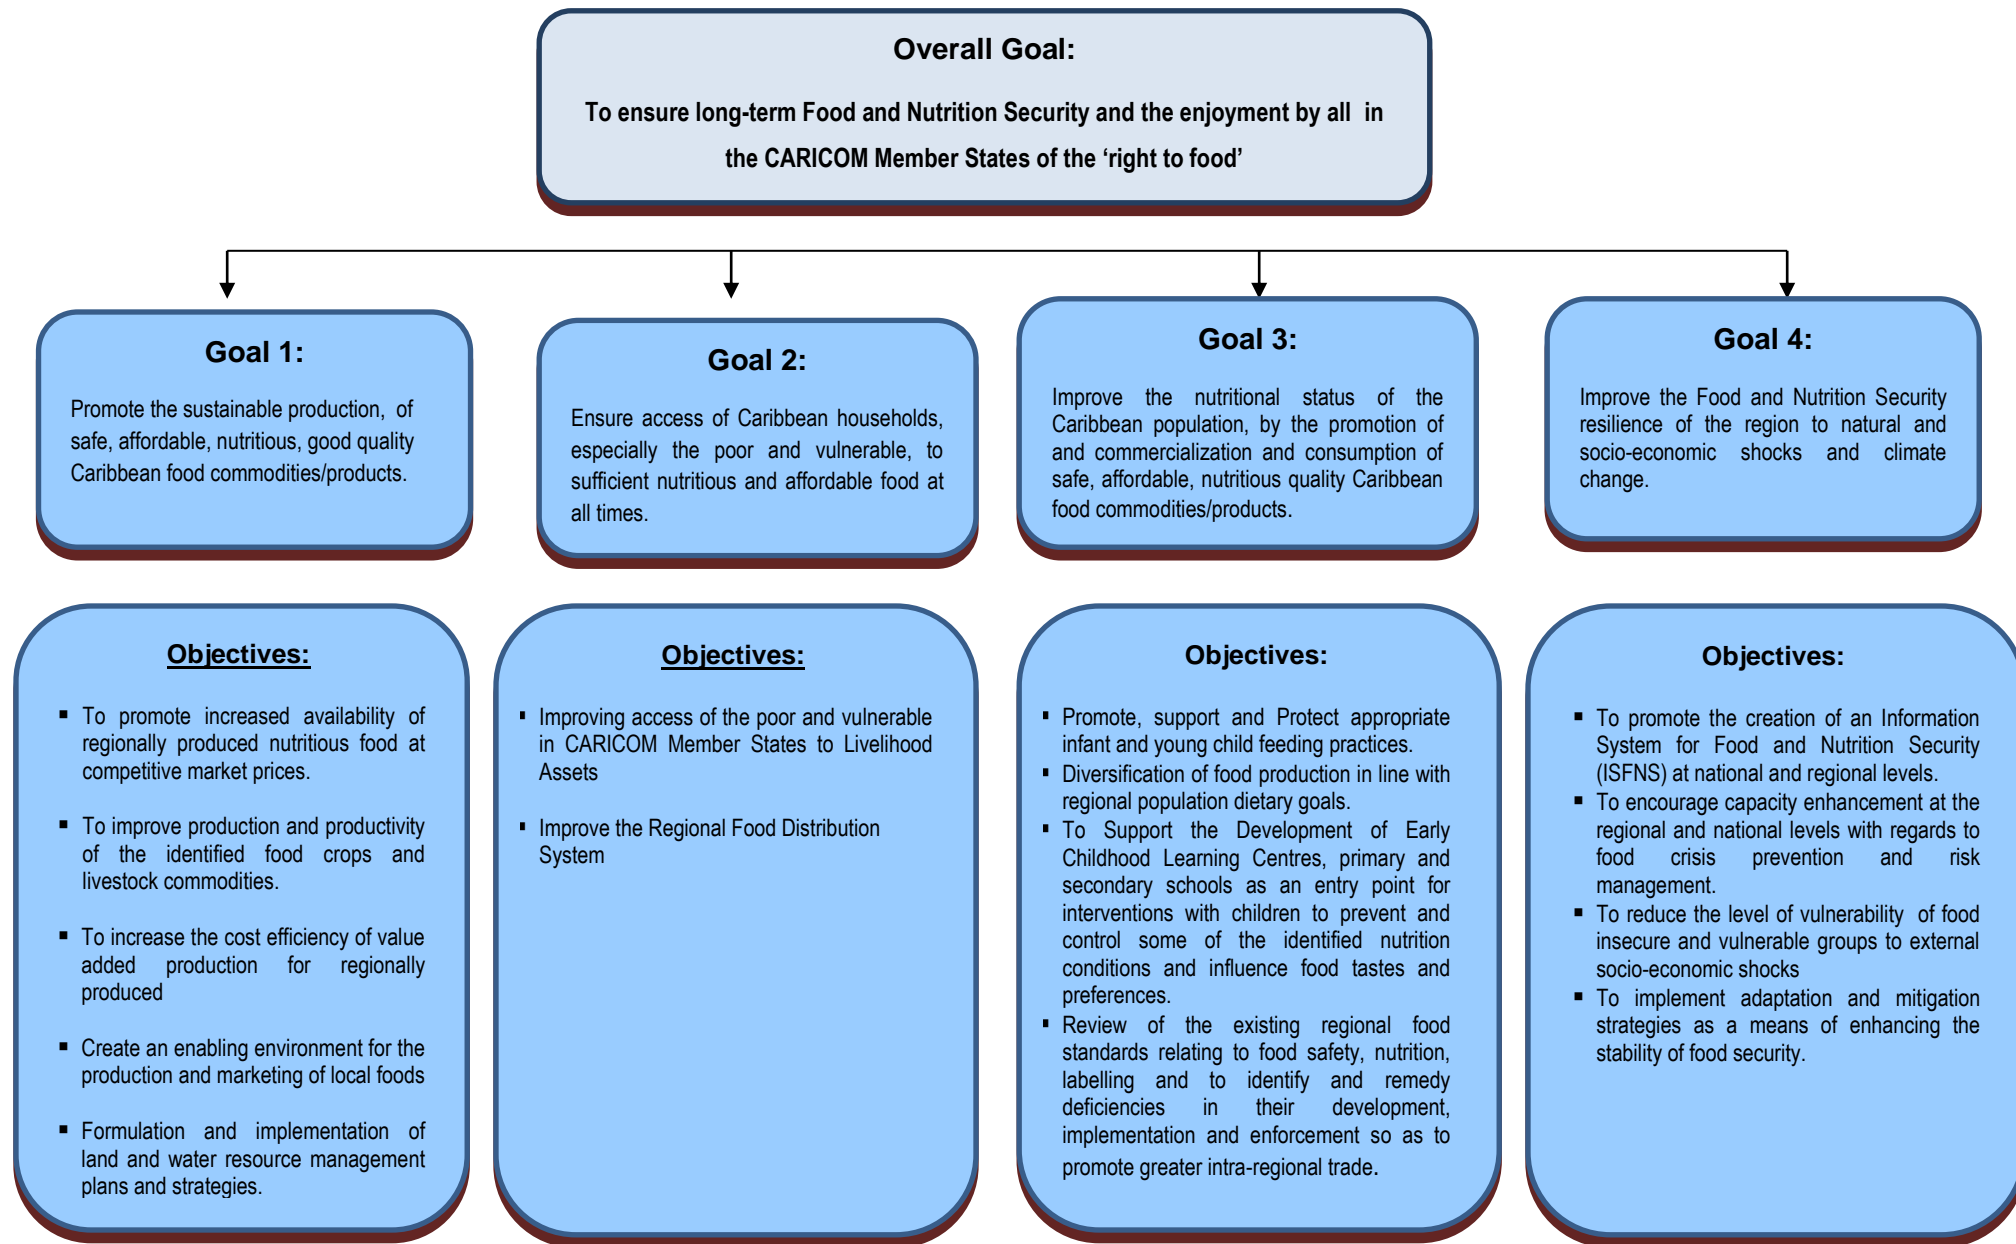 Overall Goal:
To ensure long-term Food and Nutrition Security and the enjoyment by all in
the CARICOM Member States of the ‘right to food’
Goal 1:
Promote the sustainable production, of
safe, affordable, nutritious, good quality
Caribbean food commodities/products.
Goal 2:
Ensure access of Caribbean households,
especially the poor and vulnerable, to
sufficient nutritious and affordable food at
all times.
Goal 3:
Improve the nutritional status of the
Caribbean population, by the promotion of
and commercialization and consumption of
safe, affordable, nutritious quality Caribbean
food commodities/products.
Goal 4:
Improve the Food and Nutrition Security
resilience of the region to natural and
socio-economic shocks and climate
change.
Objectives:
▪ To promote increased availability of
regionally produced nutritious food at
competitive market prices.
▪ To improve production and productivity
of the identified food crops and
livestock commodities.
▪ To increase the cost efficiency of value
added production for regionally
produced
▪ Create an enabling environment for the
production and marketing of local foods
▪ Formulation and implementation of
land and water resource management
plans and strategies.
Objectives:
▪ Improving access of the poor and vulnerable
in CARICOM Member States to Livelihood
Assets
▪ Improve the Regional Food Distribution
System
Objectives:
▪ Promote, support and Protect appropriate
infant and young child feeding practices.
▪ Diversification of food production in line with
regional population dietary goals.
▪ To Support the Development of Early
Childhood Learning Centres, primary and
secondary schools as an entry point for
interventions with children to prevent and
control some of the identified nutrition
conditions and influence food tastes and
preferences.
▪ Review of the existing regional food
standards relating to food safety, nutrition,
labelling and to identify and remedy
deficiencies in their development,
implementation and enforcement so as to
promote greater intra-regional trade.
Objectives:
▪ To promote the creation of an Information
System for Food and Nutrition Security
(ISFNS) at national and regional levels.
▪ To encourage capacity enhancement at the
regional and national levels with regards to
food crisis prevention and risk
management.
▪ To reduce the level of vulnerability of food
insecure and vulnerable groups to external
socio-economic shocks
▪ To implement adaptation and mitigation
strategies as a means of enhancing the
stability of food security.